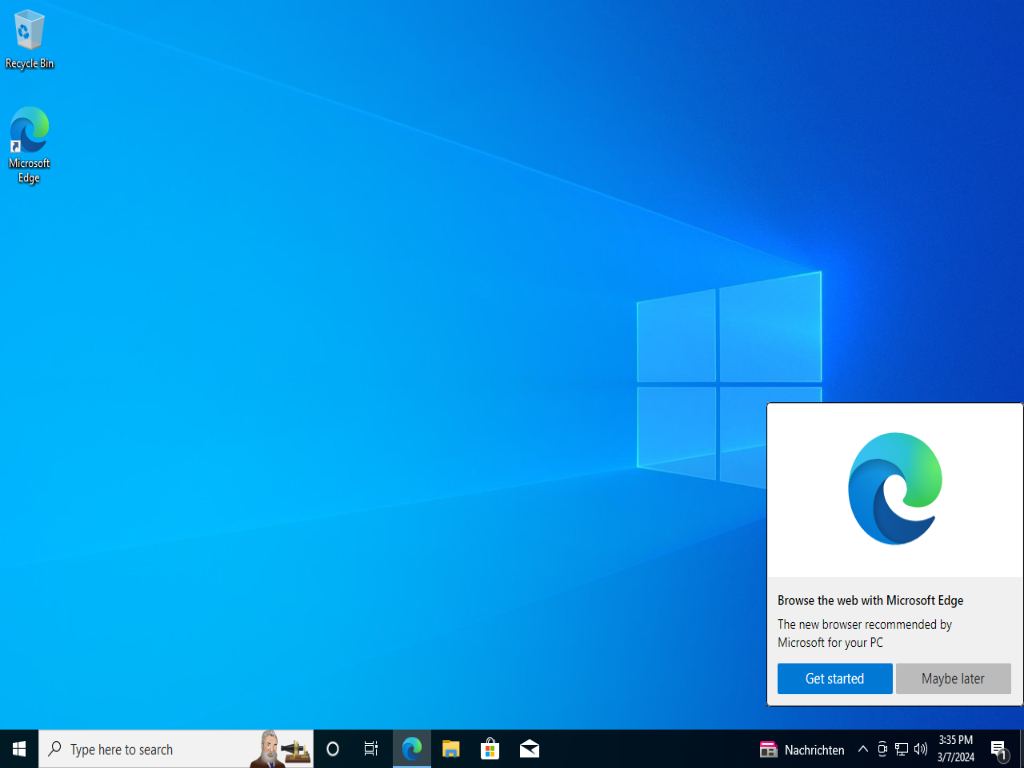 Recycle Bin
Microsoft
Edge
Browse the web with Microsoft Edge
The new browser recommended by
Microsoft for your PC
Get started
Maybe later
Type here to search
Nachrichten
3:35 PM
3/7/2024
1